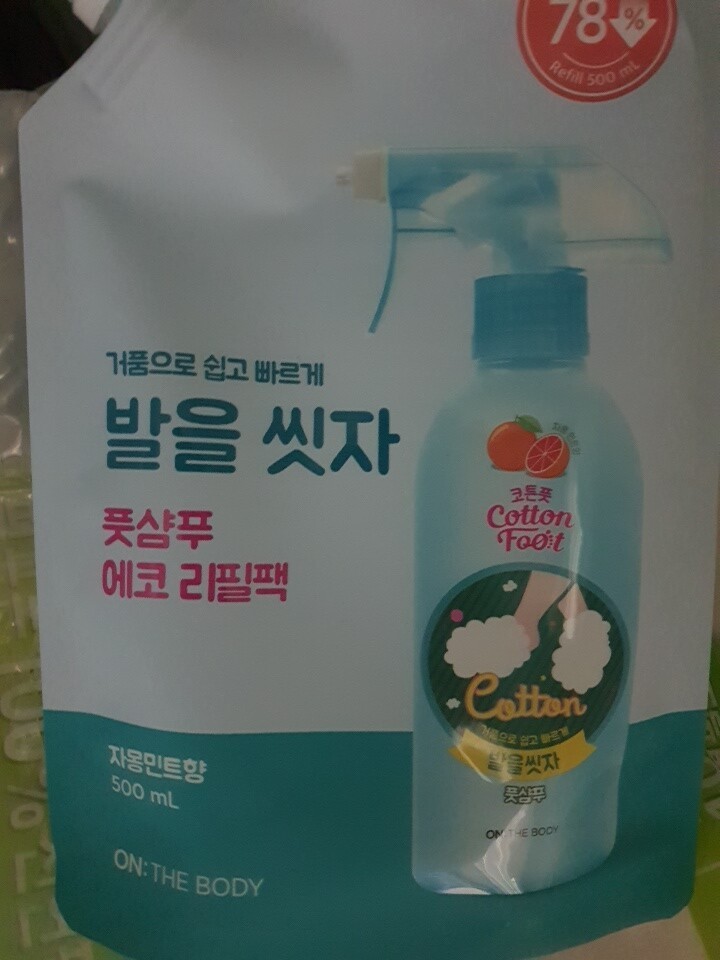 78%
Refill 500 mL
거품으로 쉽고 빠르게
발을 씻자
풋샴푸
에코 리필팩
코튼풋
Cotton
Foot
Cotton
거품으로 쉽고 빠르게
발을씻자
풋샴푸
ON:THE BODY
자몽민트향
500 mL
ON:THE BODY